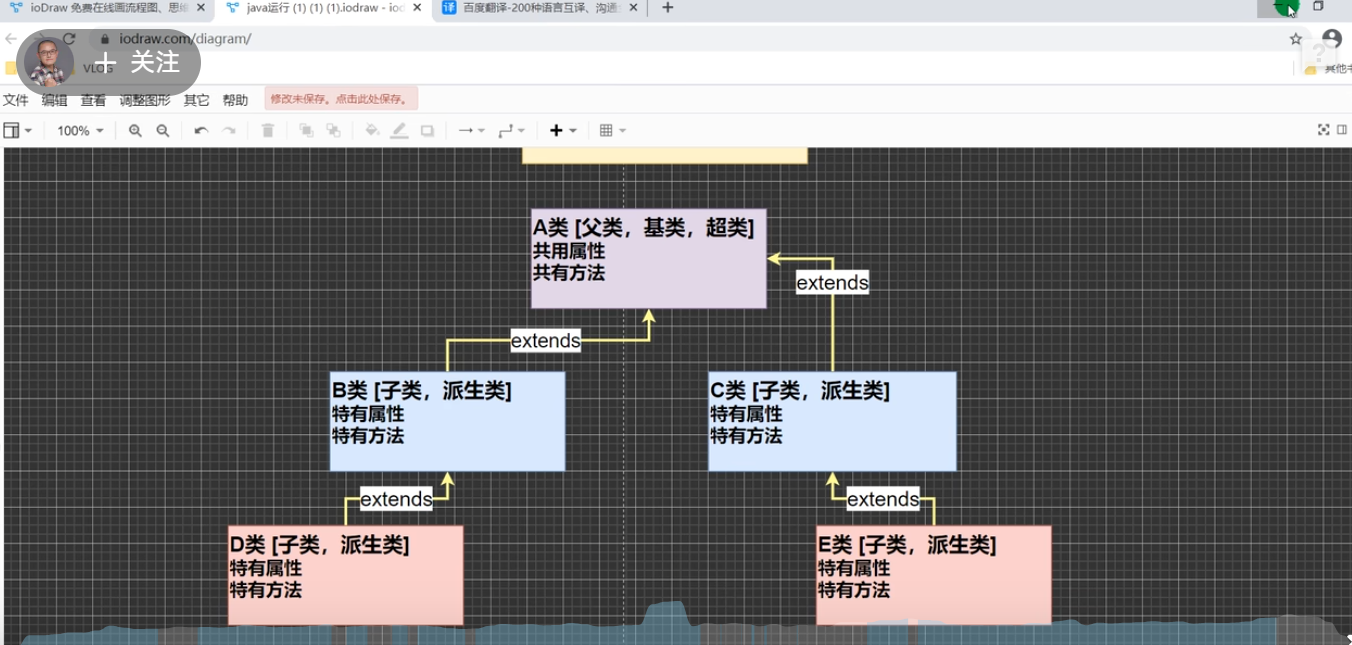 ioDraw 免费在线画流程图、思维
java运行 (1) (1) (1).iodraw - iod
百度翻译-200种语言互译、沟通
iodraw.com/diagram/
关注
VLOG
其他书
文件 编辑 查看 调整图形 其它 帮助 修改未保存。点击此处保存。
100%
A类 [父类，基类，超类]
共用属性
共有方法
extends
extends
B类 [子类，派生类]
特有属性
特有方法
C类 [子类，派生类]
特有属性
特有方法
extends
extends
D类 [子类，派生类]
特有属性
特有方法
E类 [子类，派生类]
特有属性
特有方法